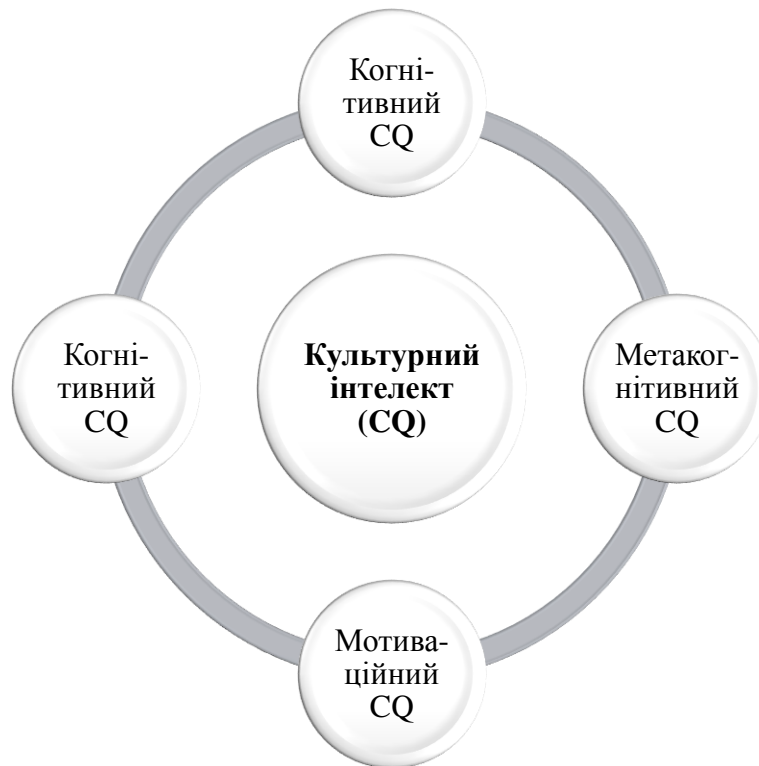 Когні-
тивний
CQ
Когні-
тивний
CQ
Культурний
інтелект
(CQ)
Метаког-
нітивний
CQ
Мотива-
ційний
CQ